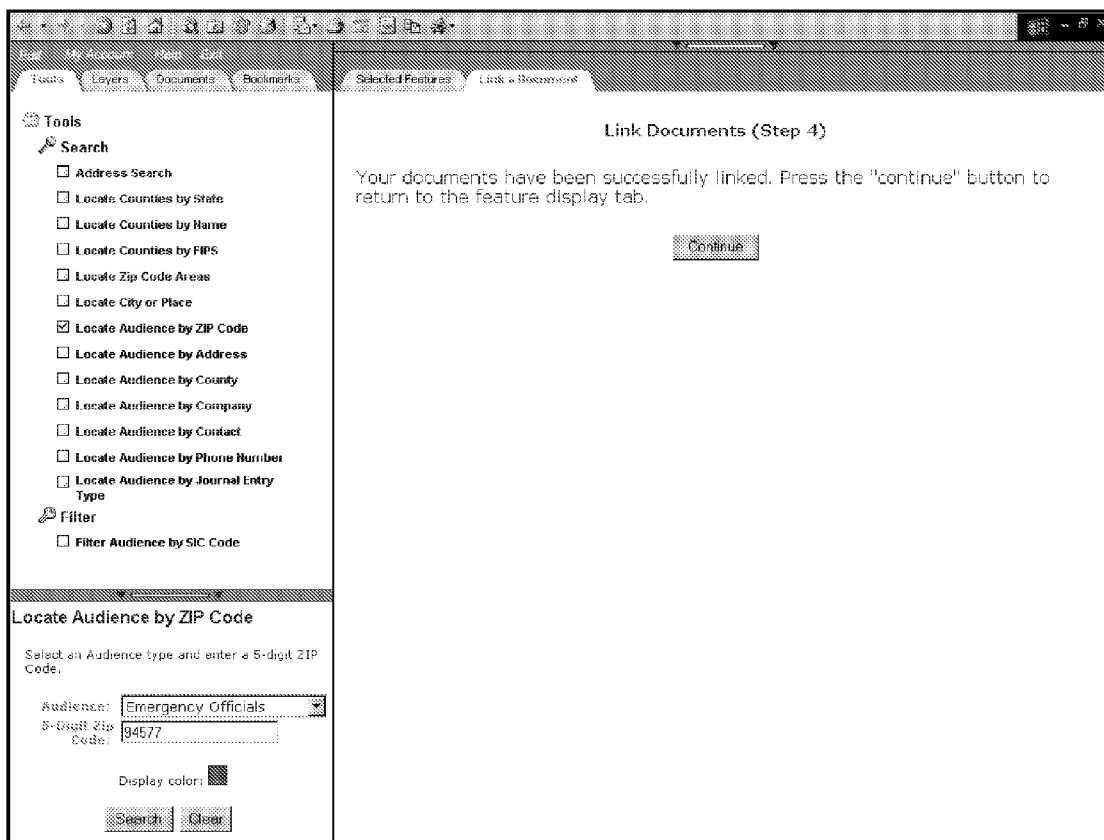 My Account Help Exit
Tools Layers Documents Bookmarks
Selected Features Link a Document
Tools
Search
Address Search
Locate Counties by State
Locate Counties by Name
Locate Counties by FIPS
Locate Zip Code Areas
Locate City or Place
Locate Audience by ZIP Code
Locate Audience by Address
Locate Audience by County
Locate Audience by Company
Locate Audience by Contact
Locate Audience by Phone Number
Locate Audience by Journal Entry
Type
Filter
Filter Audience by SIC Code
Locate Audience by ZIP Code
Select an Audience type and enter a 5-digit ZIP
Code.
Audience: Emergency Officials
5-Digit Zip
Code: 94577
Display color:
Search Clear
Link Documents (Step 4)
Your documents have been successfully linked. Press the "continue" button to
return to the feature display tab.
Continue